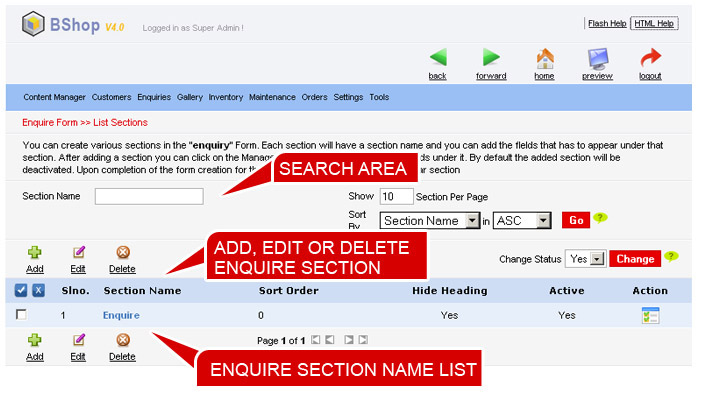 BShop V4.0 Logged in as Super Admin !
Flash Help HTML Help
back forward home preview logout
Content Manager Customers Enquiries Gallery Inventory Maintenance Orders Settings Tools
Enquire Form >> List Sections
You can create various sections in the "enquiry" Form. Each section will have a section name and you can add the fields that has to appear under that
section. After adding a section you can click on the Manag ds under it. By default the added section will be
deactivated. Upon completion of the form creation for th ar section
SEARCH AREA
Section Name Show 10 Section Per Page
Sort By Section Name in ASC Go ?
ADD, EDIT OR DELETE
ENQUIRE SECTION
Add Edit Delete Change Status Yes Change ?
Slno. Section Name Sort Order Hide Heading Active Action
1 Enquire 0 Yes Yes
Add Edit Delete Page 1 of 1
ENQUIRE SECTION NAME LIST